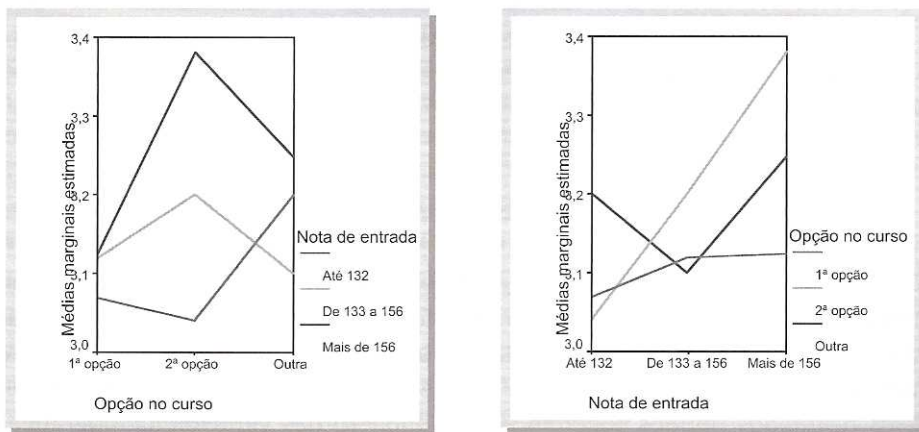 Médias marginais estimadas
3,4
3,3
3,2
3,1
3,0
1ª opção 2ª opção Outra
Opção no curso
Nota de entrada
Até 132
De 133 a 156
Mais de 156
Médias marginais estimadas
3,4
3,3
3,2
3,1
3,0
Até 132 De 133 a 156 Mais de 156
Nota de entrada
Opção no curso
1ª opção
2ª opção
Outra